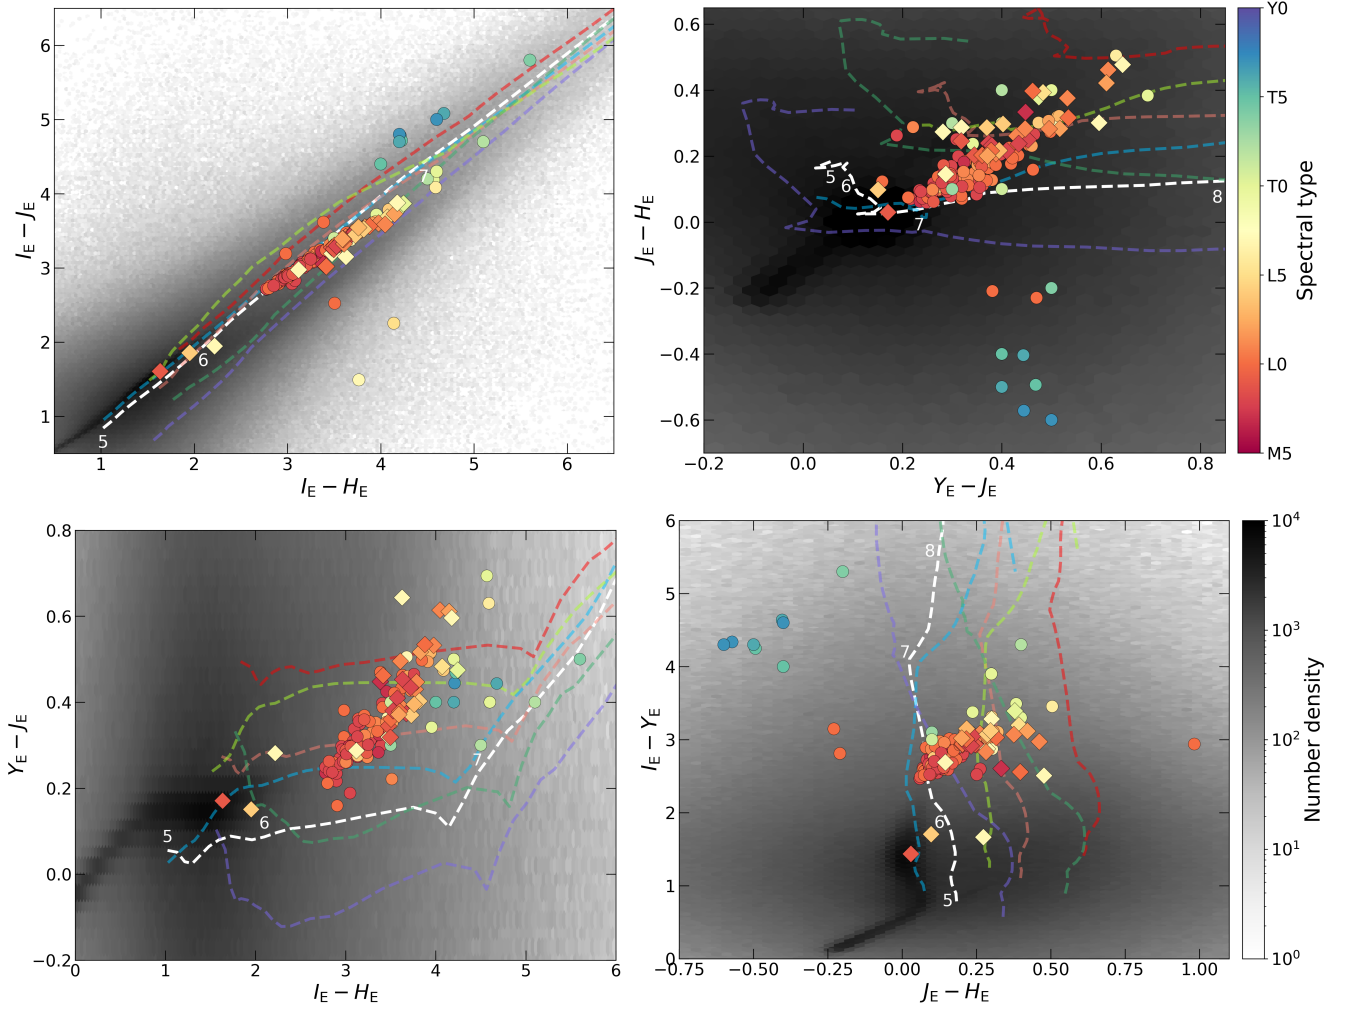 6
5
4
3
2
1
I_E − J_E
7
6
5
1 2 3 4 5 6
I_E − H_E
0.6
0.4
0.2
0.0
−0.2
−0.4
−0.6
J_E − H_E
5
6
7
8
−0.2 0.0 0.2 0.4 0.6 0.8
Y_E − J_E
Y0
T5
T0
L5
L0
M5
Spectral type
0.8
0.6
0.4
0.2
0.0
−0.2
Y_E − J_E
5
6
7
0 1 2 3 4 5 6
I_E − H_E
6
5
4
3
2
1
0
I_E − Y_E
8
7
6
5
−0.75 −0.50 −0.25 0.00 0.25 0.50 0.75 1.00
J_E − H_E
10^4
10^3
10^2
10^1
10^0
Number density